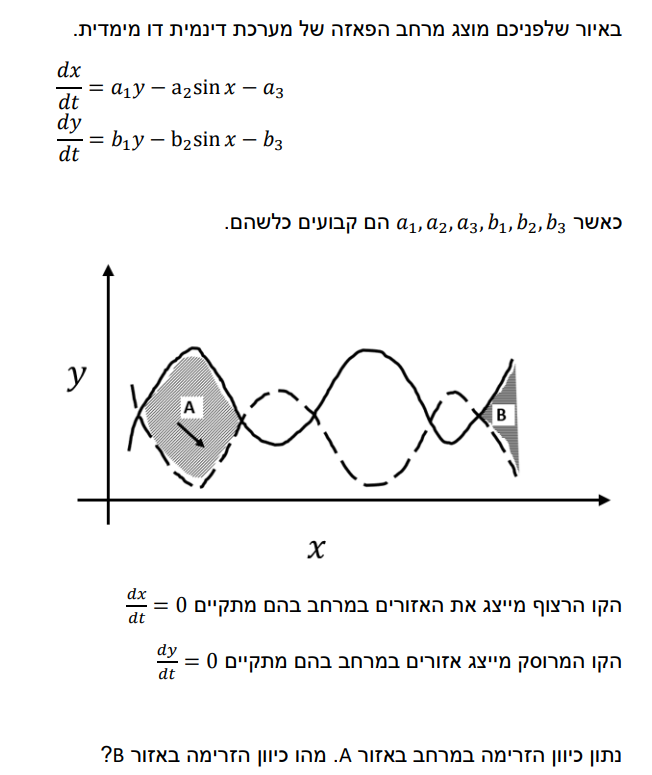 באיור שלפניכם מוצג מרחב הפאזה של מערכת דינמית דו מימדית.
dx/dt = a₁y − a₂sin x − a₃
dy/dt = b₁y − b₂sin x − b₃
כאשר a₁, a₂, a₃, b₁, b₂, b₃ הם קבועים כלשהם.
y
A
B
x
הקו הרצוף מייצג את האזורים במרחב בהם מתקיים dx/dt = 0
הקו המרוסק מייצג אזורים במרחב בהם מתקיים dy/dt = 0
נתון כיוון הזרימה במרחב באזור A. מהו כיוון הזרימה באזור B?